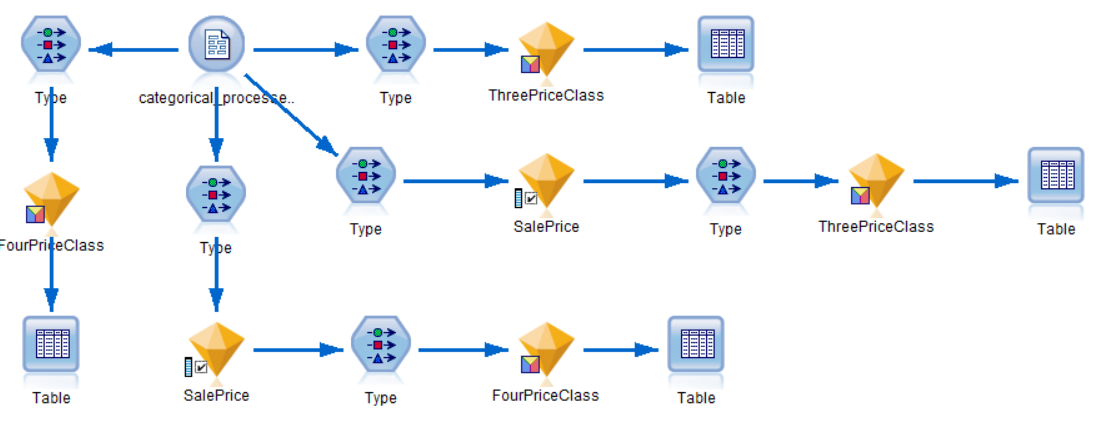 Type
categorical_processe..
Type
ThreePriceClass
Table
Type
SalePrice
Type
ThreePriceClass
Table
FourPriceClass
Type
Table
SalePrice
Type
FourPriceClass
Table